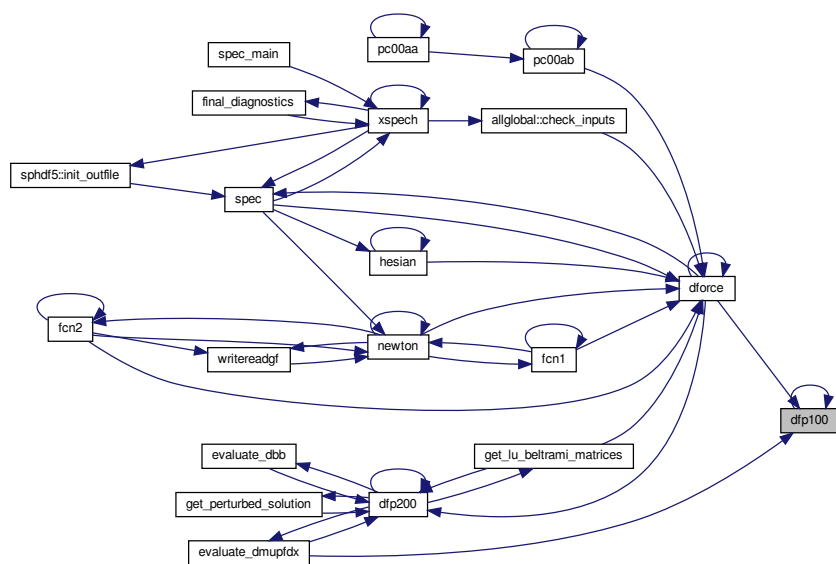 pc00aa
pc00ab
spec_main
final_diagnostics
xspech
allglobal::check_inputs
sphdf5::init_outfile
spec
hesian
dforce
fcn2
newton
writereadgf
fcn1
dfp100
evaluate_dbb
get_lu_beltrami_matrices
get_perturbed_solution
dfp200
evaluate_dmupfdx